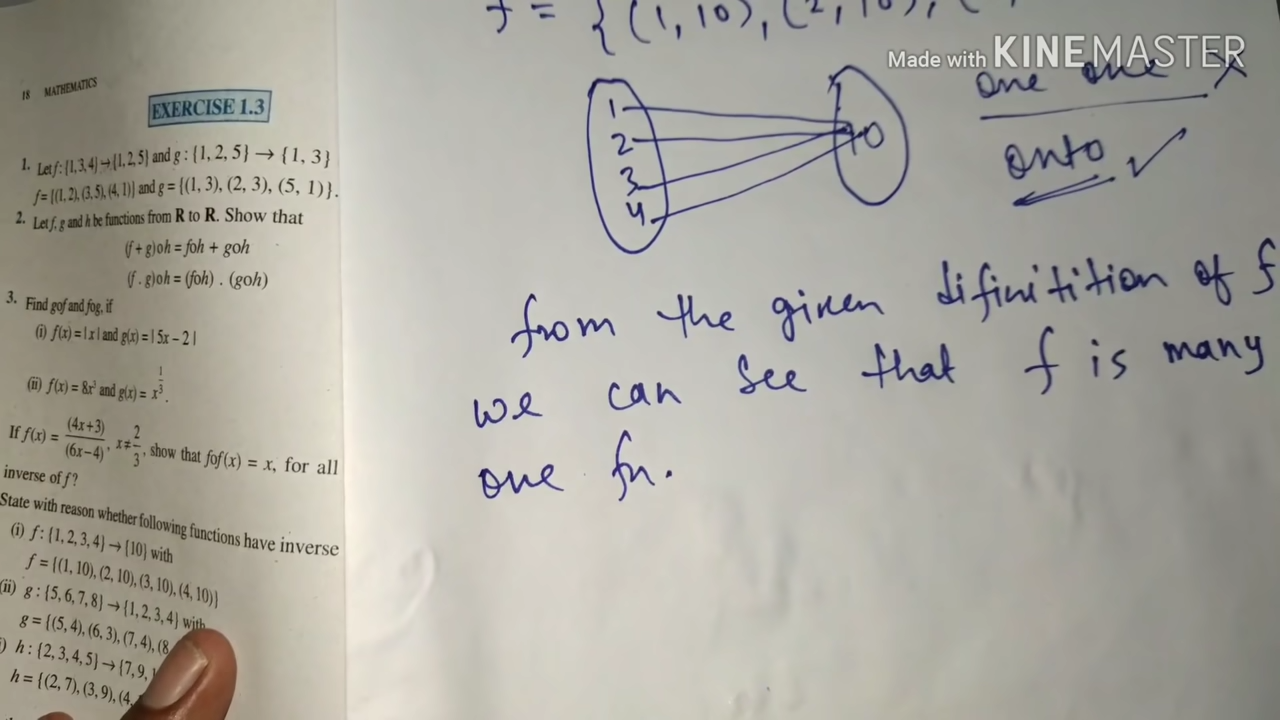 18 MATHEMATICS
EXERCISE 1.3
1. Let f : {1, 3, 4} → {1, 2, 5} and g : {1, 2, 5} → {1, 3}
f = {(1, 2), (3, 5), (4, 1)} and g = {(1, 3), (2, 3), (5, 1)}.
2. Let f, g and h be functions from R to R. Show that
(f + g)oh = foh + goh
(f . g)oh = (foh) . (goh)
3. Find gof and fog, if
(i) f(x) = | x | and g(x) = | 5x – 2 |
(ii) f(x) = 8x³ and g(x) = x^(1/3).
If f(x) = (4x+3)/(6x–4), x ≠ 2/3, show that fof(x) = x, for all
inverse of f?
State with reason whether following functions have inverse
(i) f : {1, 2, 3, 4} → {10} with
f = {(1, 10), (2, 10), (3, 10), (4, 10)}
(ii) g : {5, 6, 7, 8} → {1, 2, 3, 4} with
g = {(5, 4), (6, 3), (7, 4), (8
) h : {2, 3, 4, 5} → {7, 9,
h = {(2, 7), (3, 9), (4,
f = {(1, 10), (2, 10), (
Made with KINEMASTER
1
2
3
4
10
one one X
onto ✓
from the given difinitition of f
we can see that f is many
one fn.